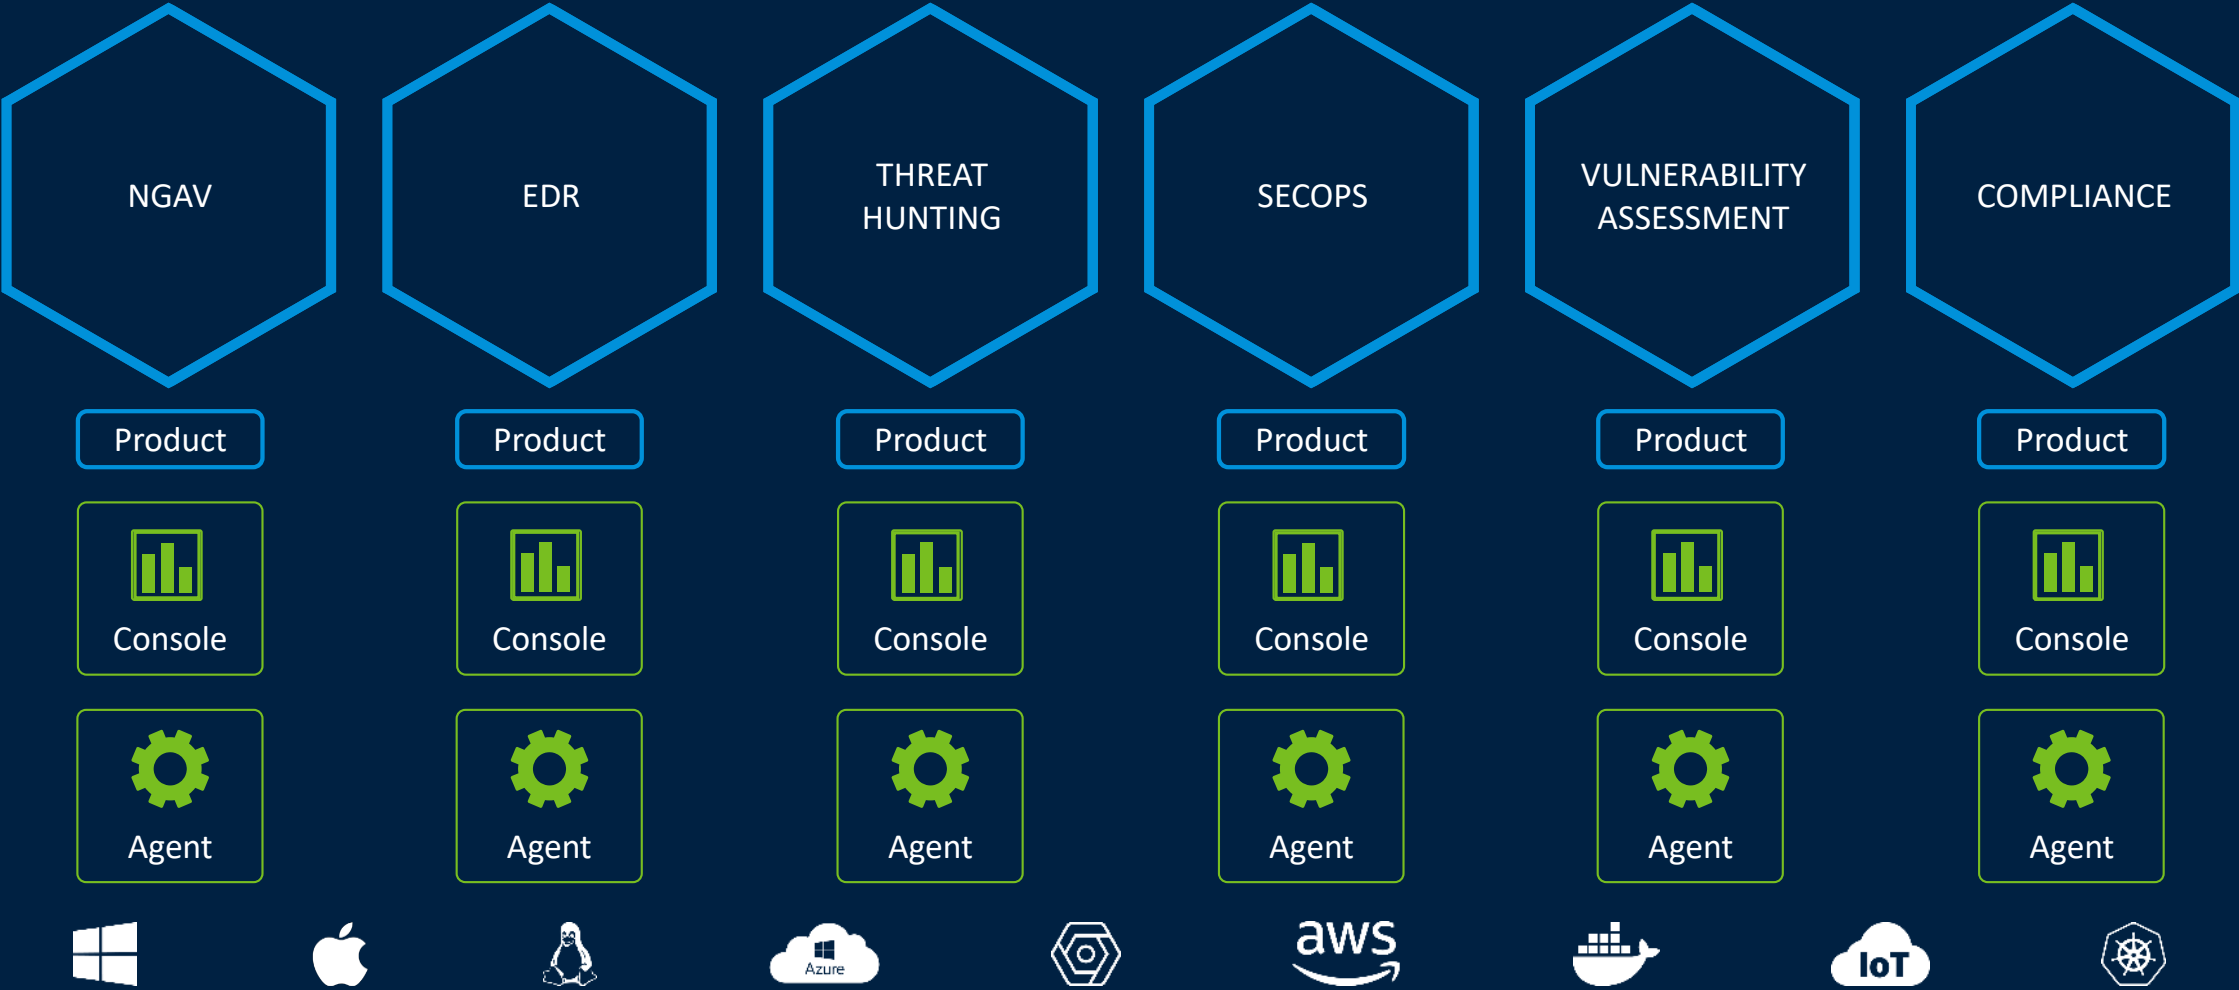 NGAV
EDR
THREAT
HUNTING
SECOPS
VULNERABILITY
ASSESSMENT
COMPLIANCE
Product
Product
Product
Product
Product
Product
Console
Console
Console
Console
Console
Console
Agent
Agent
Agent
Agent
Agent
Agent
Azure
aws
IoT